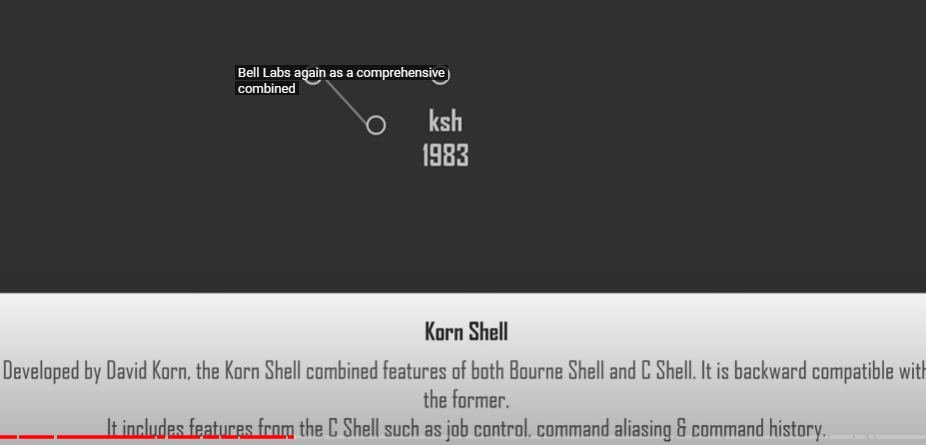 Bell Labs again as a comprehensive
combined
ksh
1983
Korn Shell
Developed by David Korn, the Korn Shell combined features of both Bourne Shell and C Shell. It is backward compatible with
the former.
It includes features from the C Shell such as job control, command aliasing & command history.